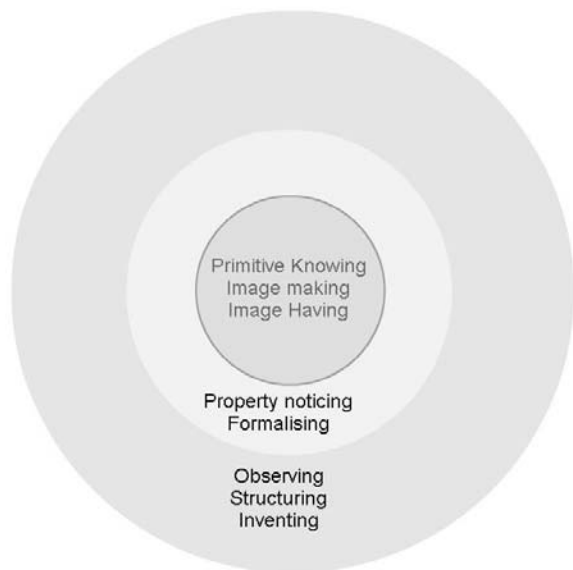 Primitive Knowing
Image making
Image Having
Property noticing
Formalising
Observing
Structuring
Inventing